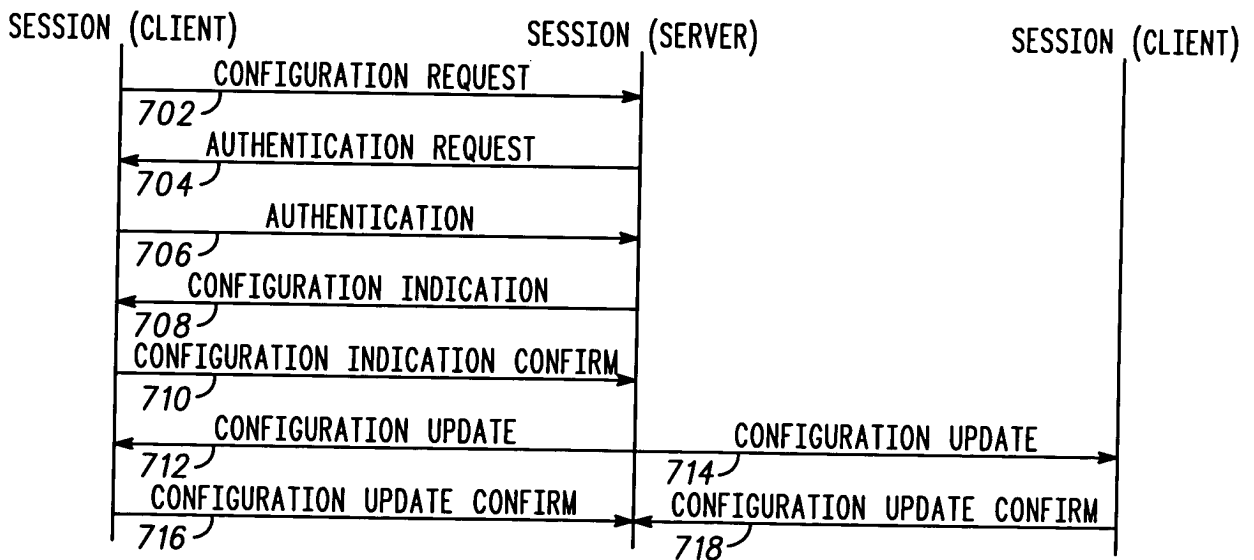 SESSION (CLIENT)
SESSION (SERVER)
SESSION (CLIENT)
CONFIGURATION REQUEST
702
AUTHENTICATION REQUEST
704
AUTHENTICATION
706
CONFIGURATION INDICATION
708
CONFIGURATION INDICATION CONFIRM
710
CONFIGURATION UPDATE
712
CONFIGURATION UPDATE
714
CONFIGURATION UPDATE CONFIRM
716
CONFIGURATION UPDATE CONFIRM
718